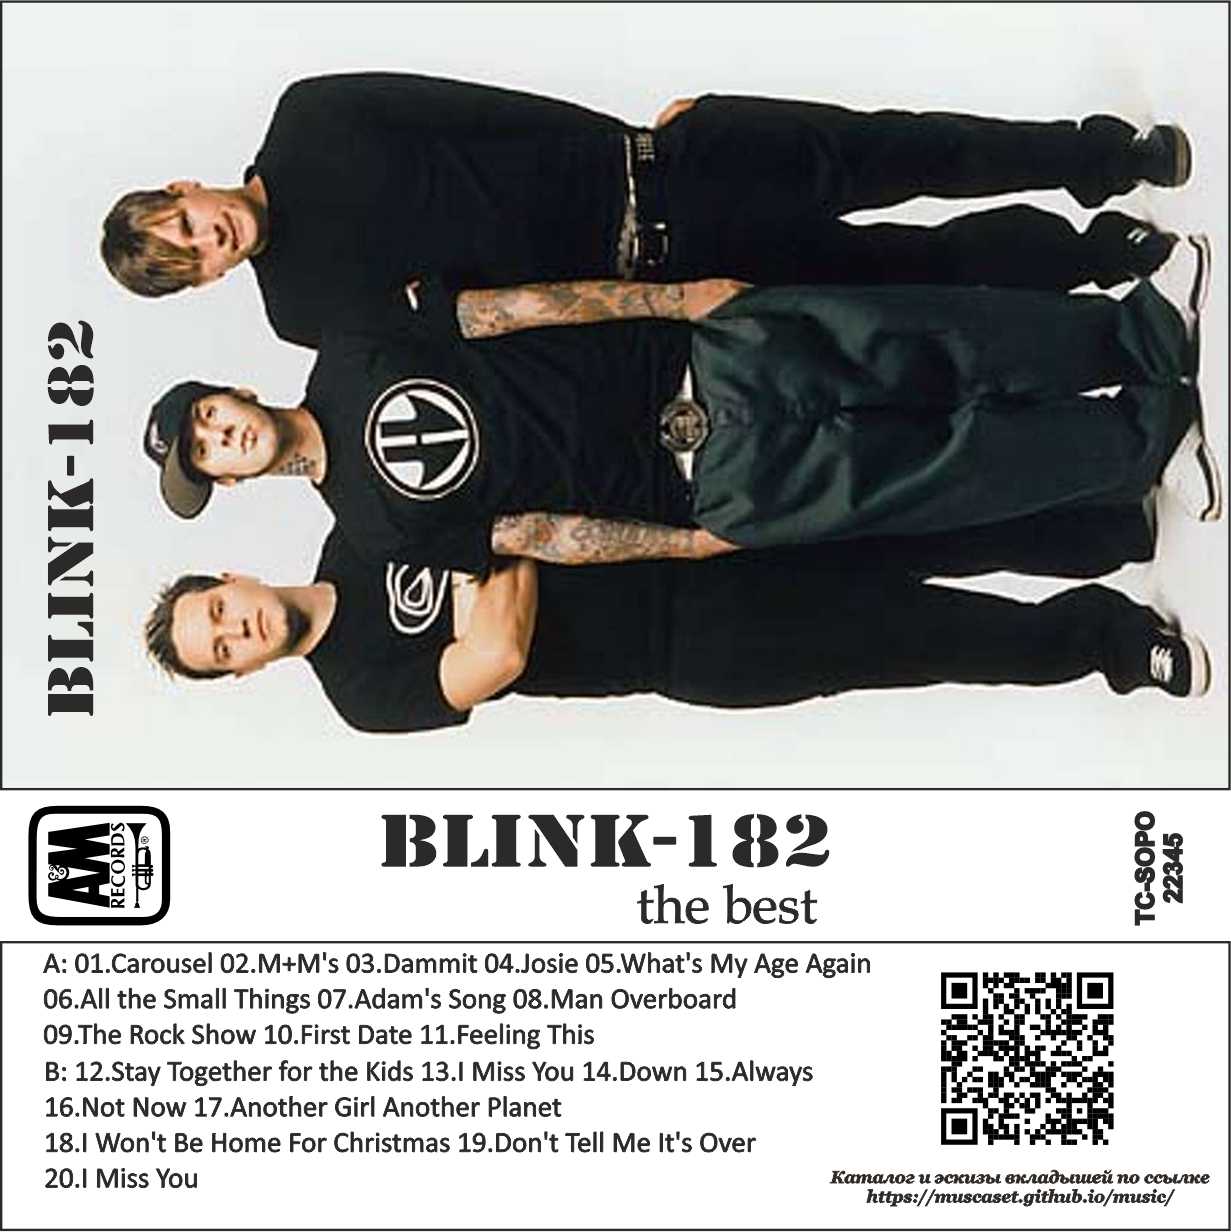 BLINK-182
A&M
RECORDS
®
BLINK-182
the best
TC-SOPO
22345
A: 01.Carousel 02.M+M's 03.Dammit 04.Josie 05.What's My Age Again
06.All the Small Things 07.Adam's Song 08.Man Overboard
09.The Rock Show 10.First Date 11.Feeling This
B: 12.Stay Together for the Kids 13.I Miss You 14.Down 15.Always
16.Not Now 17.Another Girl Another Planet
18.I Won't Be Home For Christmas 19.Don't Tell Me It's Over
20.I Miss You
Каталог и эскизы вкладышей по ссылке
https://muscaset.github.io/music/